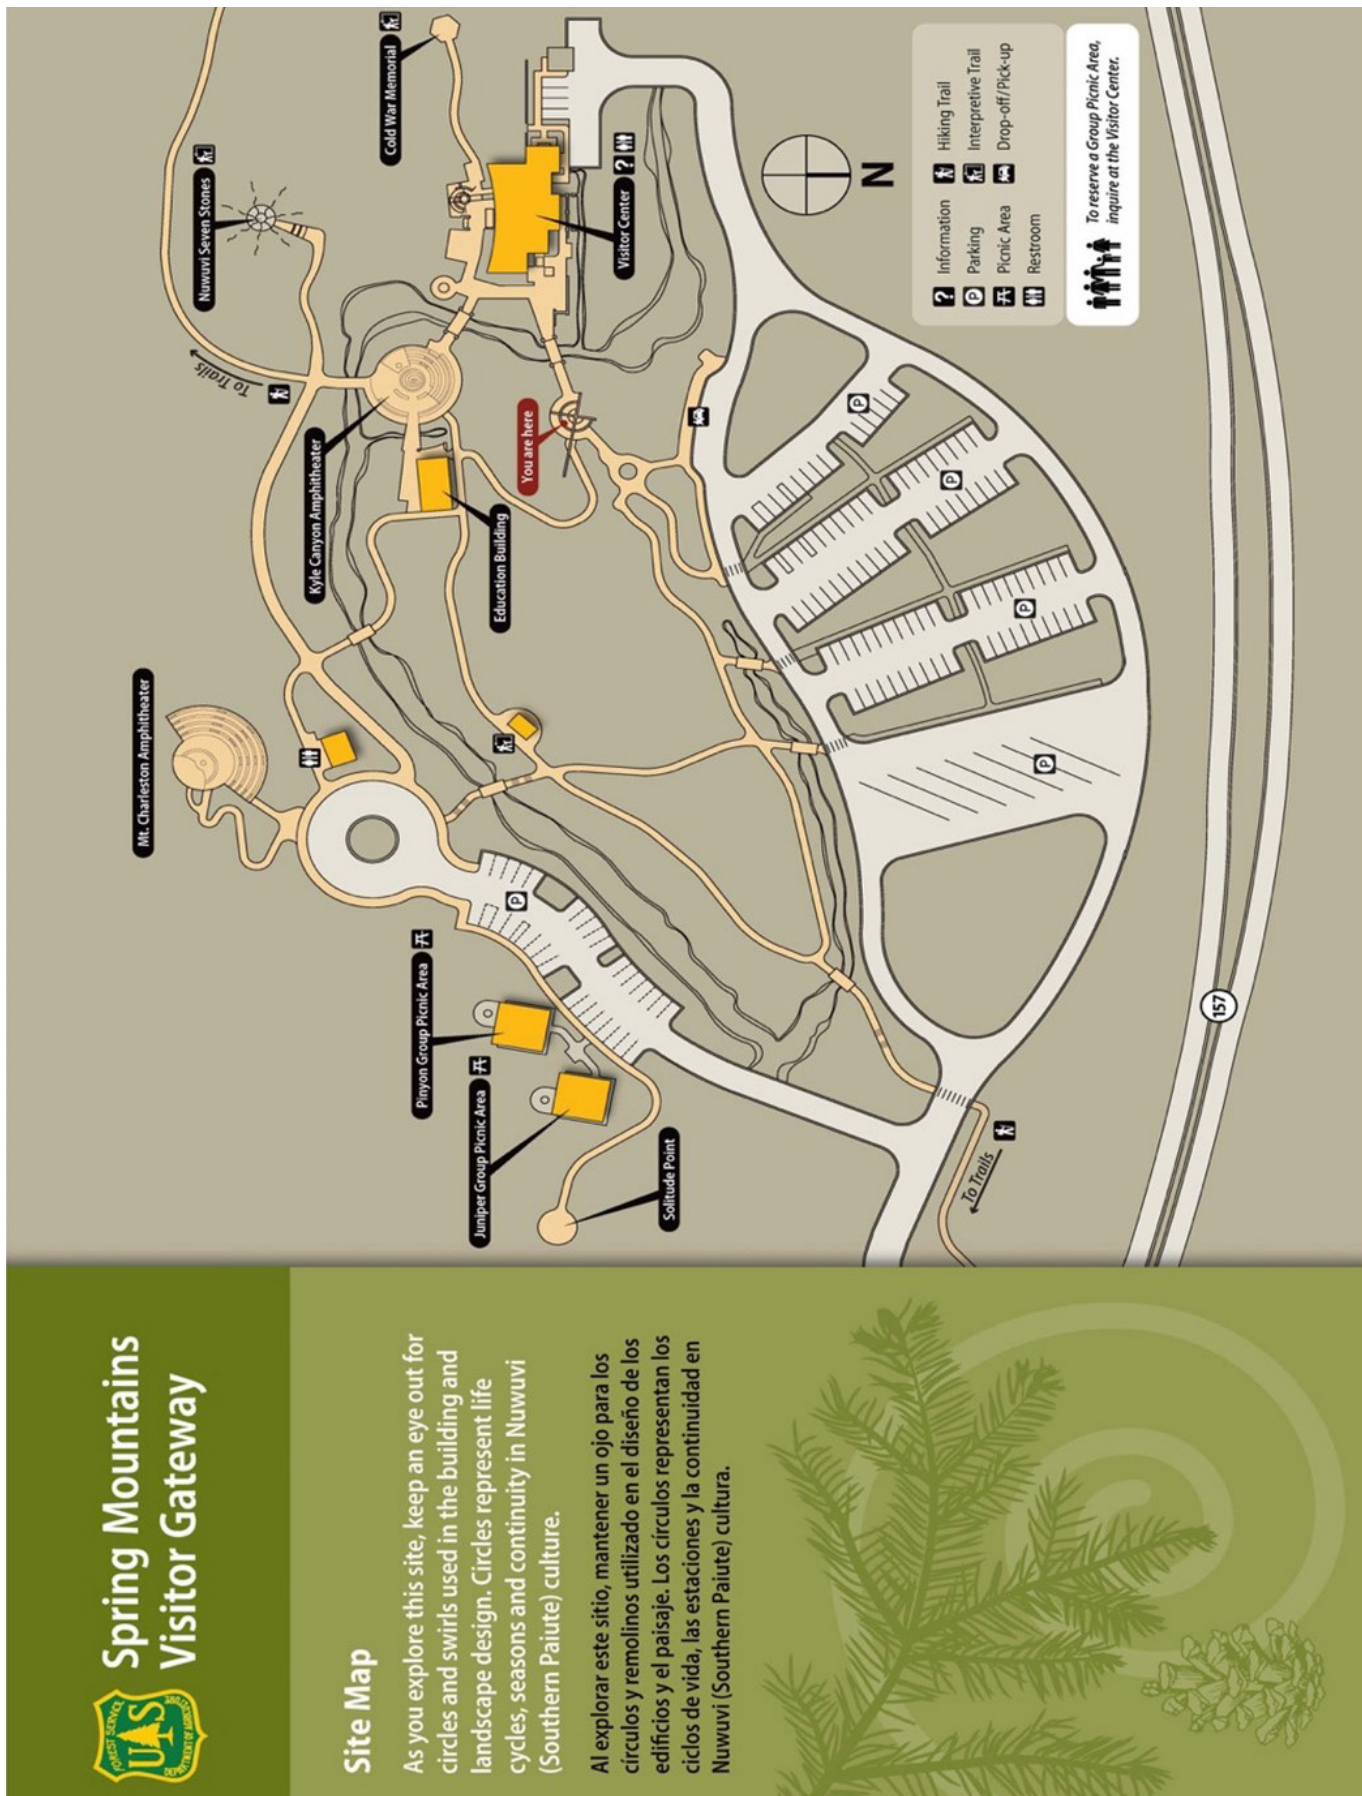 Spring Mountains
Visitor Gateway
FOREST SERVICE
US
DEPARTMENT OF AGRICULTURE
Site Map
As you explore this site, keep an eye out for
circles and swirls used in the building and
landscape design. Circles represent life
cycles, seasons and continuity in Nuwuvi
(Southern Paiute) culture.
Al explorar este sitio, mantener un ojo para los
círculos y remolinos utilizado en el diseño de los
edificios y el paisaje. Los círculos representan los
ciclos de vida, las estaciones y la continuidad en
Nuwuvi (Southern Paiute) cultura.
Mt. Charleston Amphitheater
Nuwuvi Seven Stones
To Trails
Kyle Canyon Amphitheater
Cold War Memorial
Pinyon Group Picnic Area
Juniper Group Picnic Area
Education Building
You are here
Visitor Center
?
Solitude Point
P
P
P
P
P
P
To Trails
157
N
? Information
P Parking
Picnic Area
Restroom
Hiking Trail
Interpretive Trail
Drop-off/Pick-up
To reserve a Group Picnic Area,
inquire at the Visitor Center.